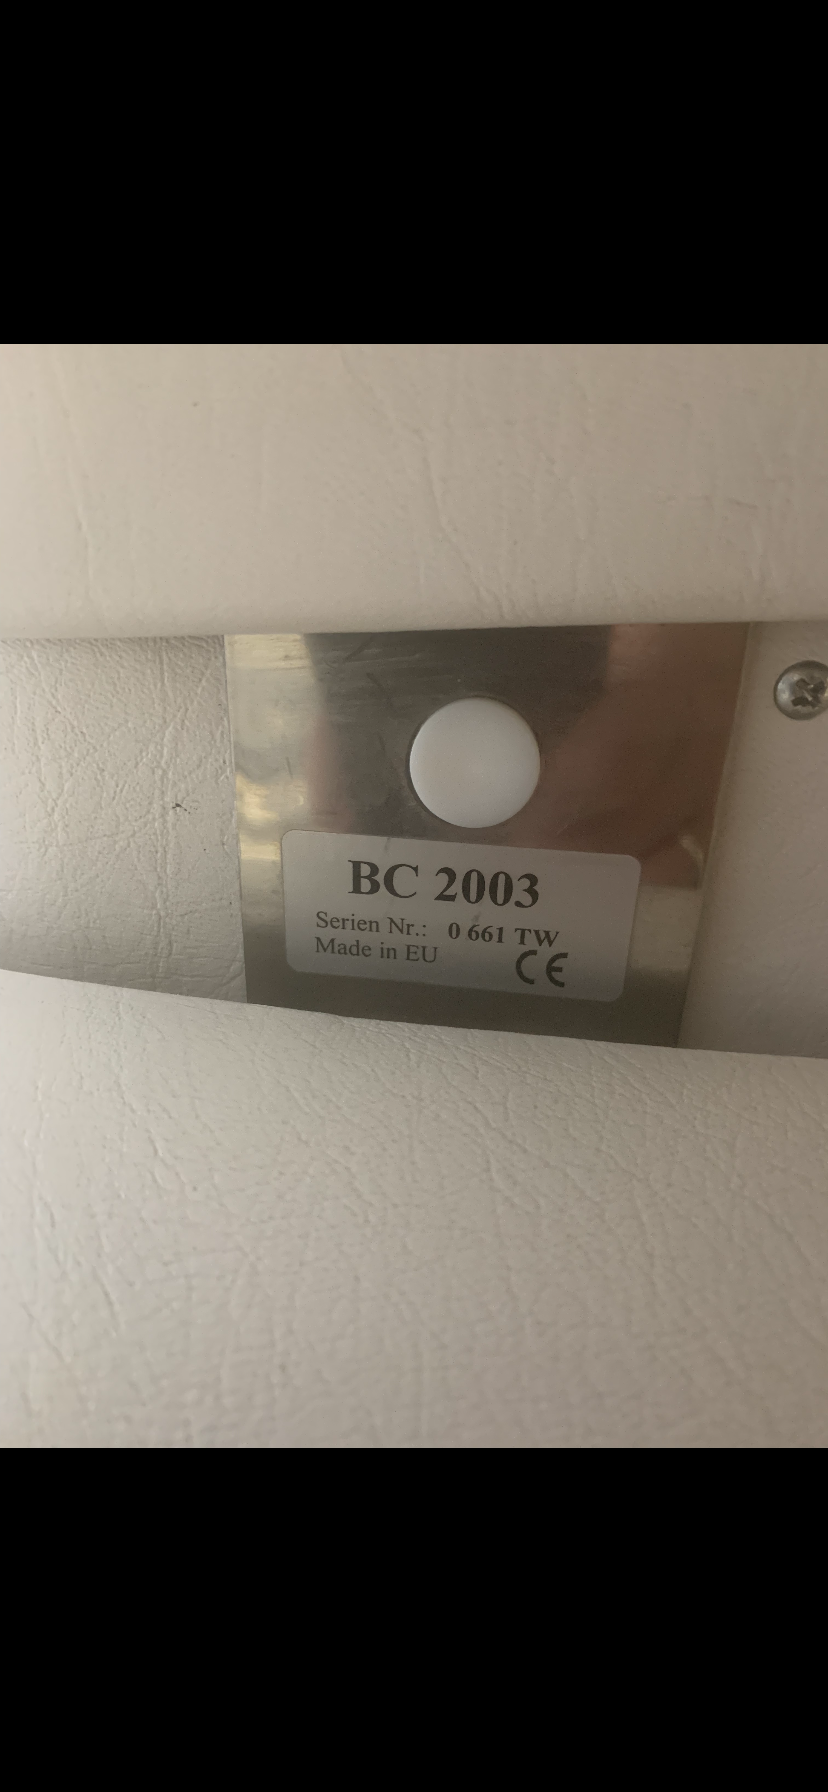 BC 2003
Serien Nr.: 0 661 TW
Made in EU CE